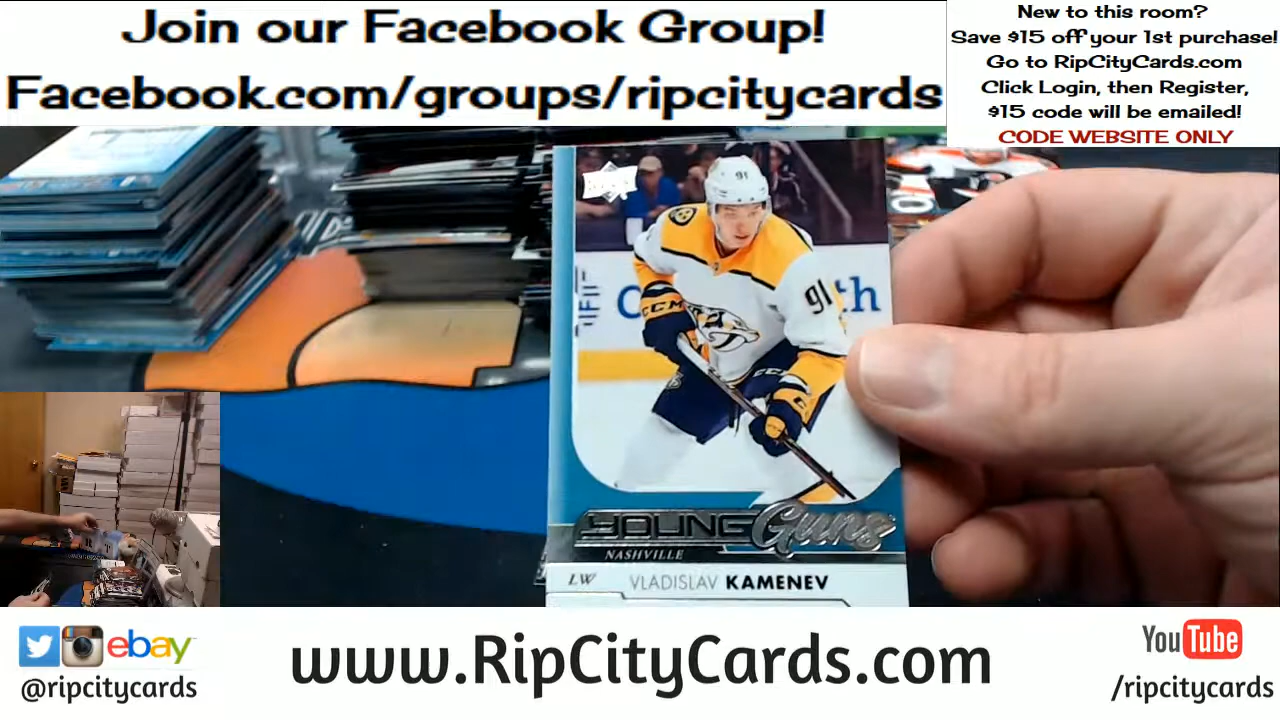 Join our Facebook Group!
Facebook.com/groups/ripcitycards
New to this room?
Save $15 off your 1st purchase!
Go to RipCityCards.com
Click Login, then Register,
$15 code will be emailed!
CODE WEBSITE ONLY
91
91
CCM
YOUNG Guns
NASHVILLE
LW VLADISLAV KAMENEV
ebay
@ripcitycards
www.RipCityCards.com
YouTube
/ripcitycards